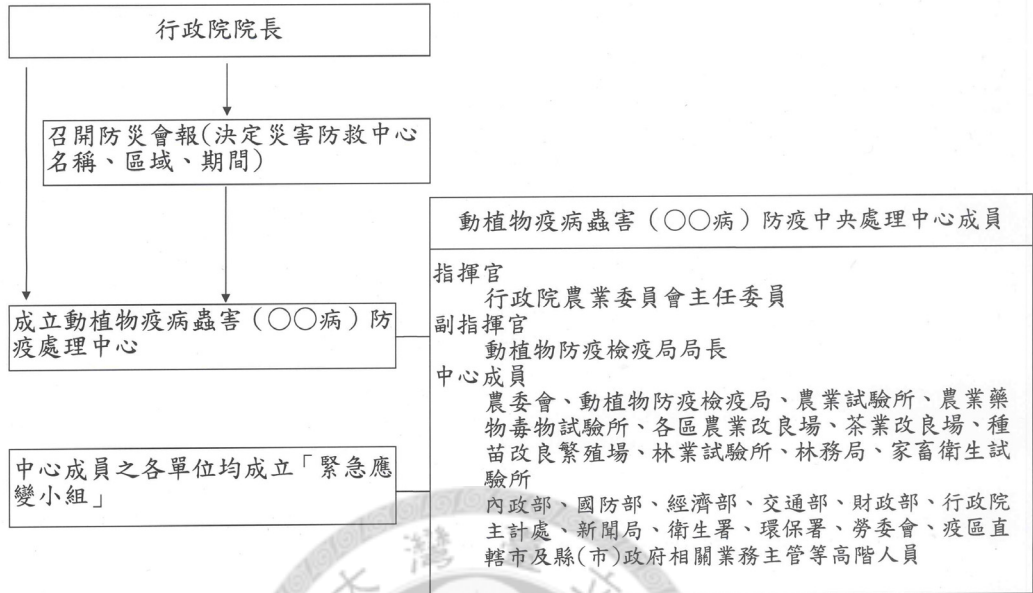 行政院院長
召開防災會報(決定災害防救中心
名稱、區域、期間)
成立動植物疫病蟲害（○○病）防
疫處理中心
中心成員之各單位均成立「緊急應
變小組」
動植物疫病蟲害（○○病）防疫中央處理中心成員
指揮官
行政院農業委員會主任委員
副指揮官
動植物防疫檢疫局局長
中心成員
農委會、動植物防疫檢疫局、農業試驗所、農業藥
物毒物試驗所、各區農業改良場、茶業改良場、種
苗改良繁殖場、林業試驗所、林務局、家畜衛生試
驗所
內政部、國防部、經濟部、交通部、財政部、行政院
主計處、新聞局、衛生署、環保署、勞委會、疫區直
轄市及縣(市)政府相關業務主管等高階人員